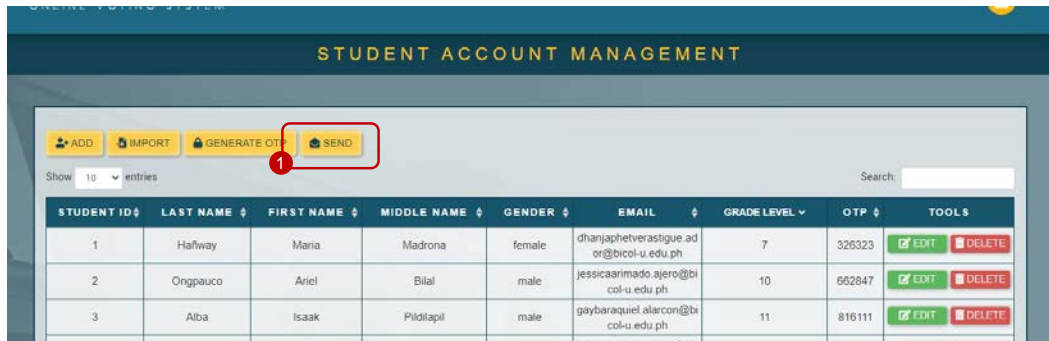 ONLINE VOTING SYSTEM
STUDENT ACCOUNT MANAGEMENT
ADD IMPORT GENERATE OTP SEND
1
Show 10 entries Search:
STUDENT ID LAST NAME FIRST NAME MIDDLE NAME GENDER EMAIL GRADE LEVEL OTP TOOLS
1 Hañway Maria Madrona female dhanjaphetverastigue.ad 7 326323 EDIT DELETE
or@bicol-u.edu.ph
2 Ongpauco Ariel Bilal male jessicaarimado.ajero@bi 10 662847 EDIT DELETE
col-u.edu.ph
3 Alba Isaak Pildilapil male gaybaraquiel.alarcon@bi 11 816111 EDIT DELETE
col-u.edu.ph